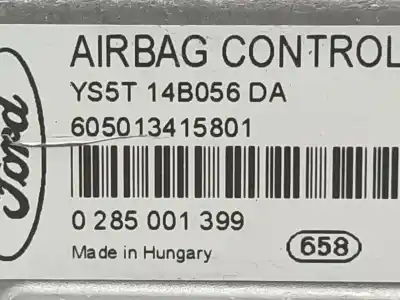 Ford
AIRBAG CONTROL
YS5T 14B056 DA
605013415801
0 285 001 399
Made in Hungary
658